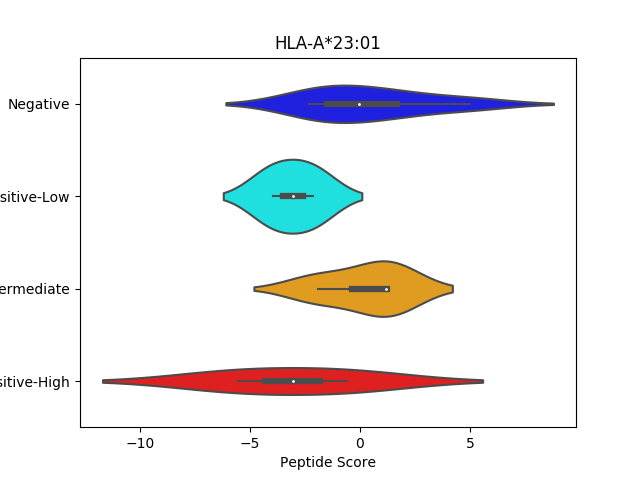 HLA-A*23:01
Negative
sitive-Low
ermediate
sitive-High
−10
−5
0
5
Peptide Score